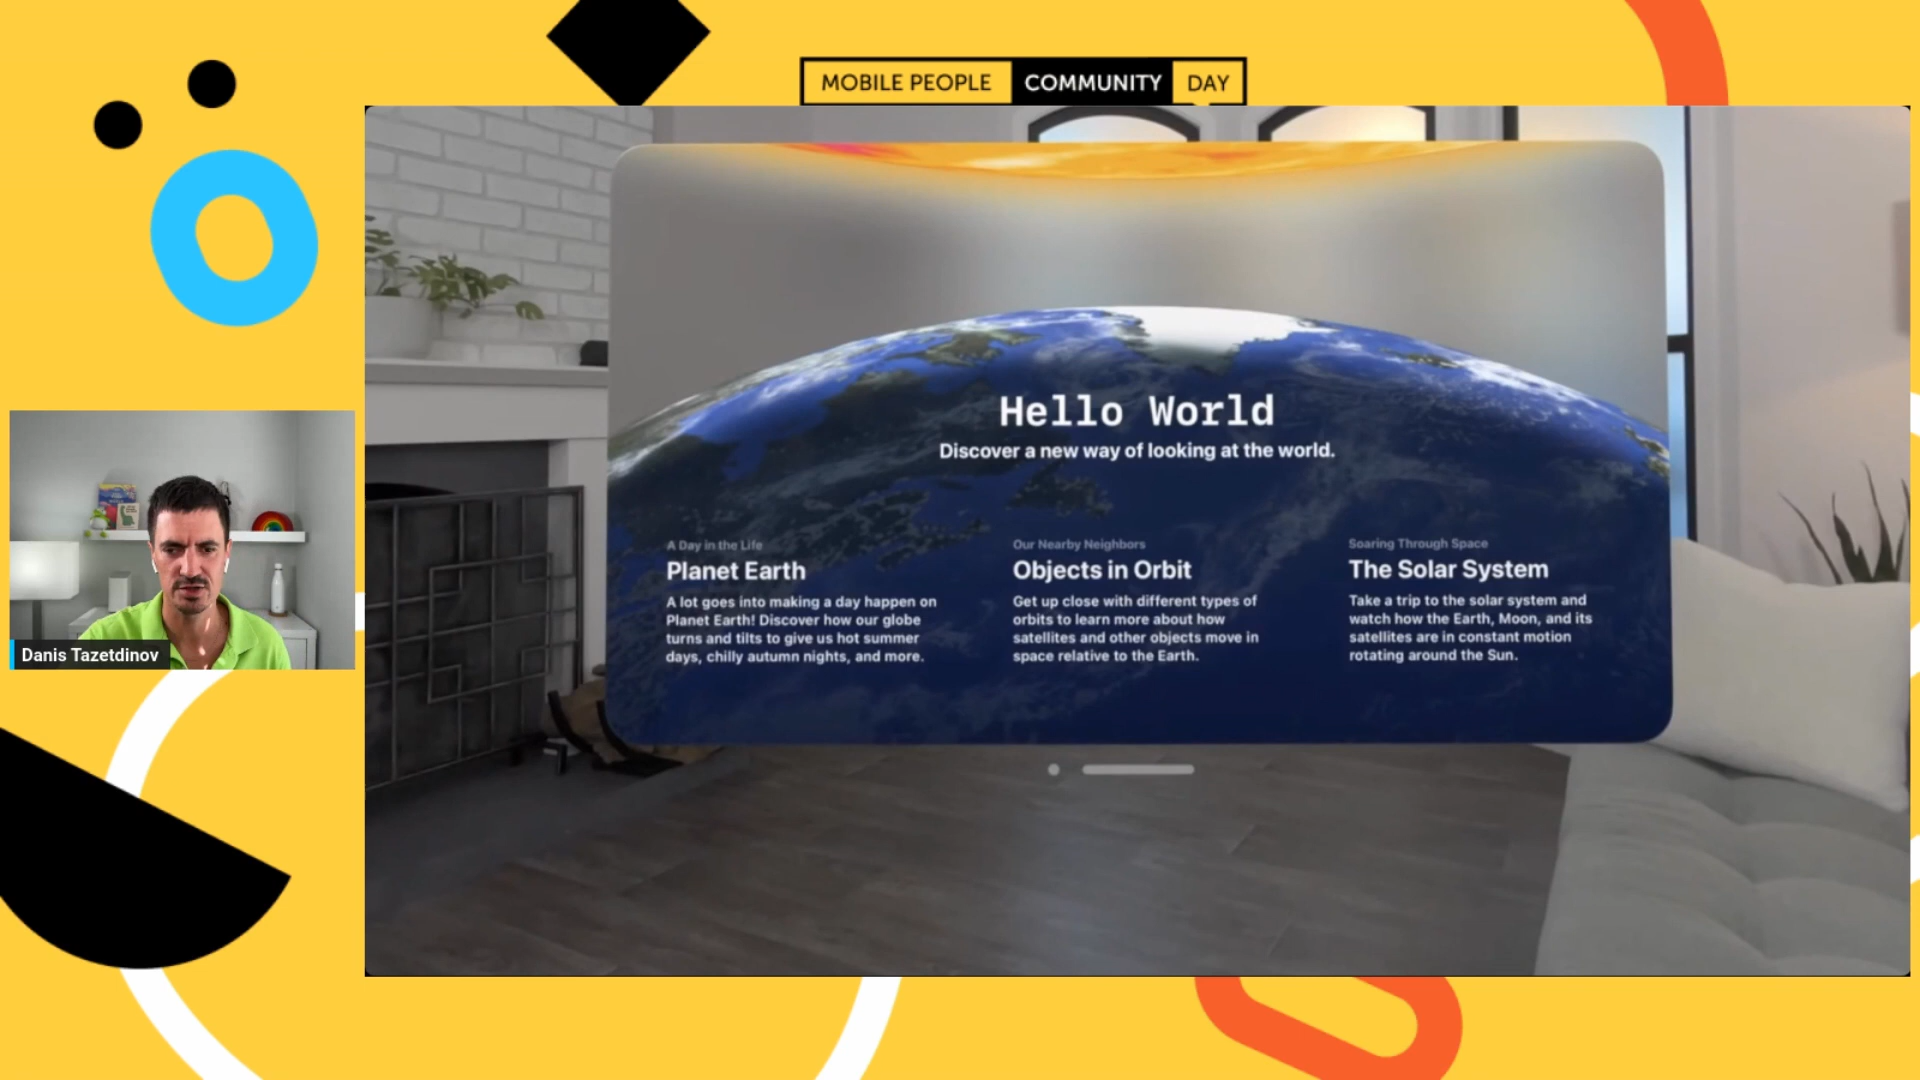 MOBILE PEOPLE COMMUNITY DAY
Hello World
Discover a new way of looking at the world.
A Day in the Life
Planet Earth
A lot goes into making a day happen on
Planet Earth! Discover how our globe
turns and tilts to give us hot summer
days, chilly autumn nights, and more.
Our Nearby Neighbors
Objects in Orbit
Get up close with different types of
orbits to learn more about how
satellites and other objects move in
space relative to the Earth.
Soaring Through Space
The Solar System
Take a trip to the solar system and
watch how the Earth, Moon, and its
satellites are in constant motion
rotating around the Sun.
Danis Tazetdinov